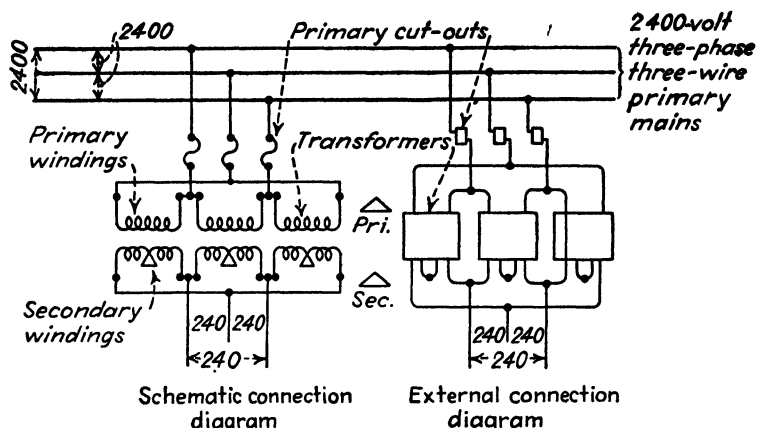 2400
2400
Primary cut-outs
2400-volt
three-phase
three-wire
primary
mains
Primary
windings
Transformers
Pri.
Sec.
Secondary
windings
240 240
240
240 240
240
Schematic connection
diagram
External connection
diagram